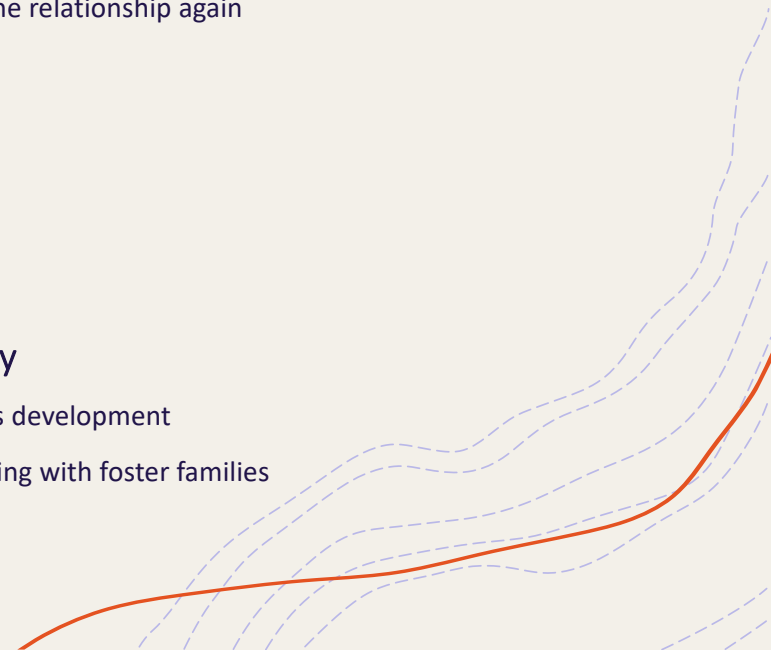 he relationship again
y
s development
ing with foster families